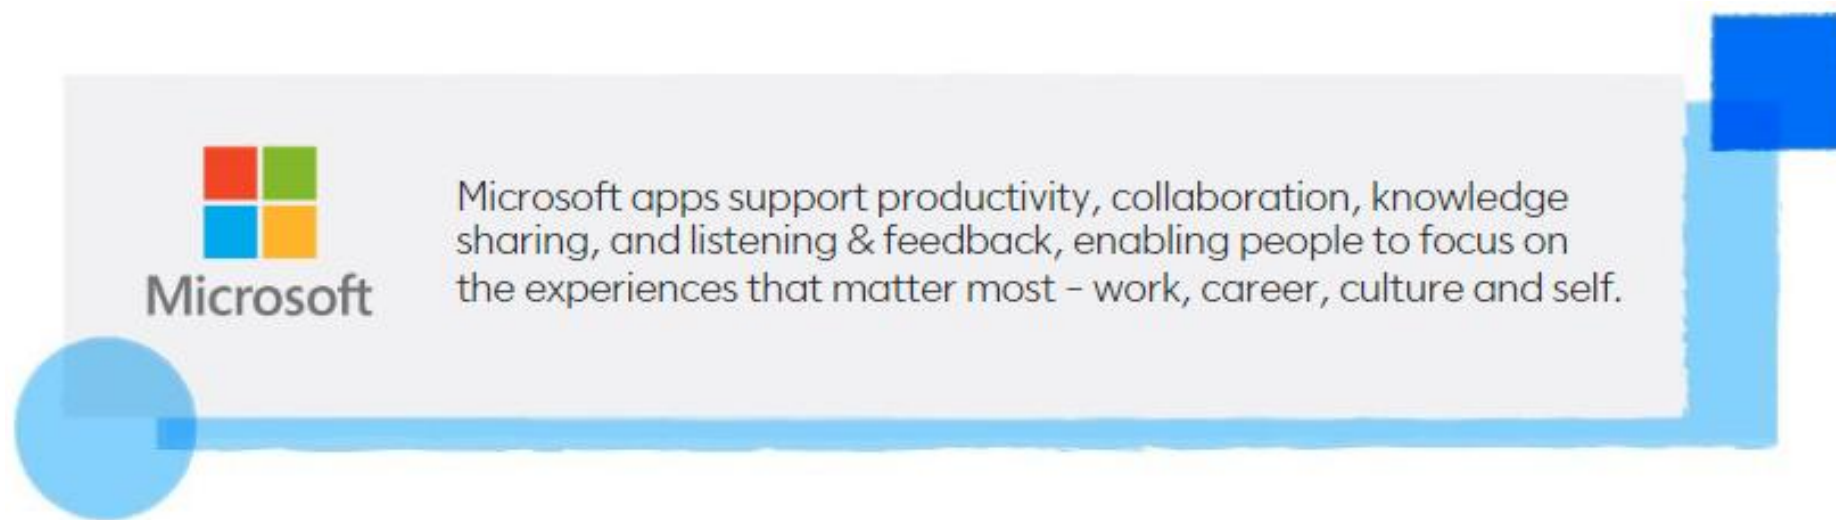 Microsoft
Microsoft apps support productivity, collaboration, knowledge
sharing, and listening & feedback, enabling people to focus on
the experiences that matter most – work, career, culture and self.